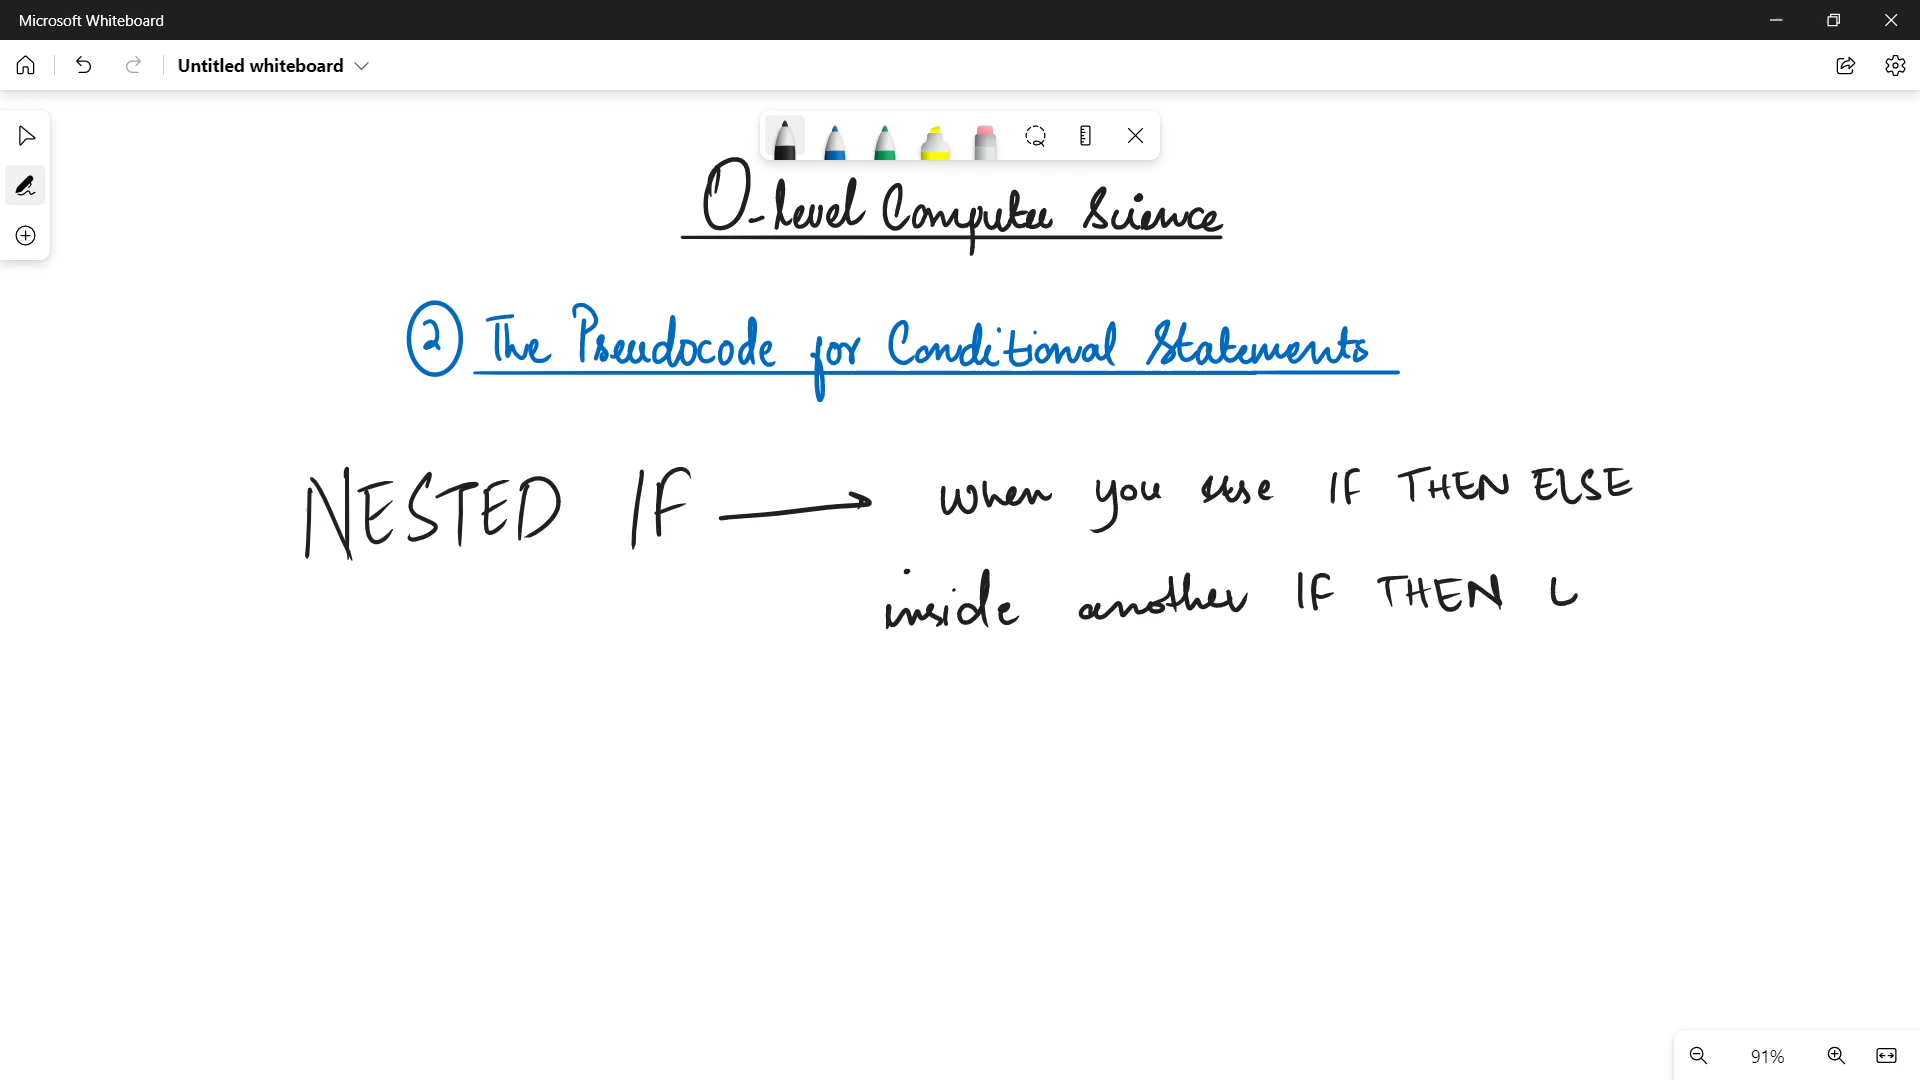 Microsoft Whiteboard
Untitled whiteboard
O-level Computer Science
2 The Pseudocode for Conditional Statements
NESTED IF → when you use IF THEN ELSE
inside another IF THEN
91%